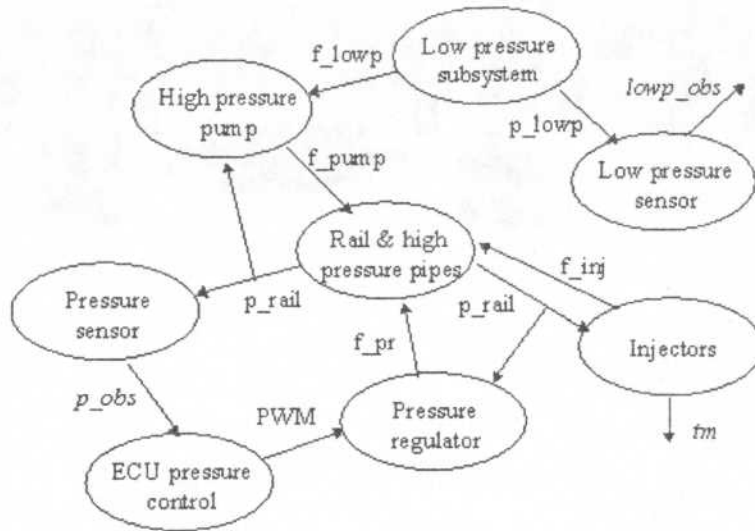 f_lowp
Low pressure
subsystem
High pressure
pump
lowp_obs
p_lowp
f_pump
Low pressure
sensor
Rail & high
pressure pipes
f_inj
Pressure
sensor
p_rail
p_rail
f_pr
Injectors
p_obs
PWM
Pressure
regulator
tm
ECU pressure
control